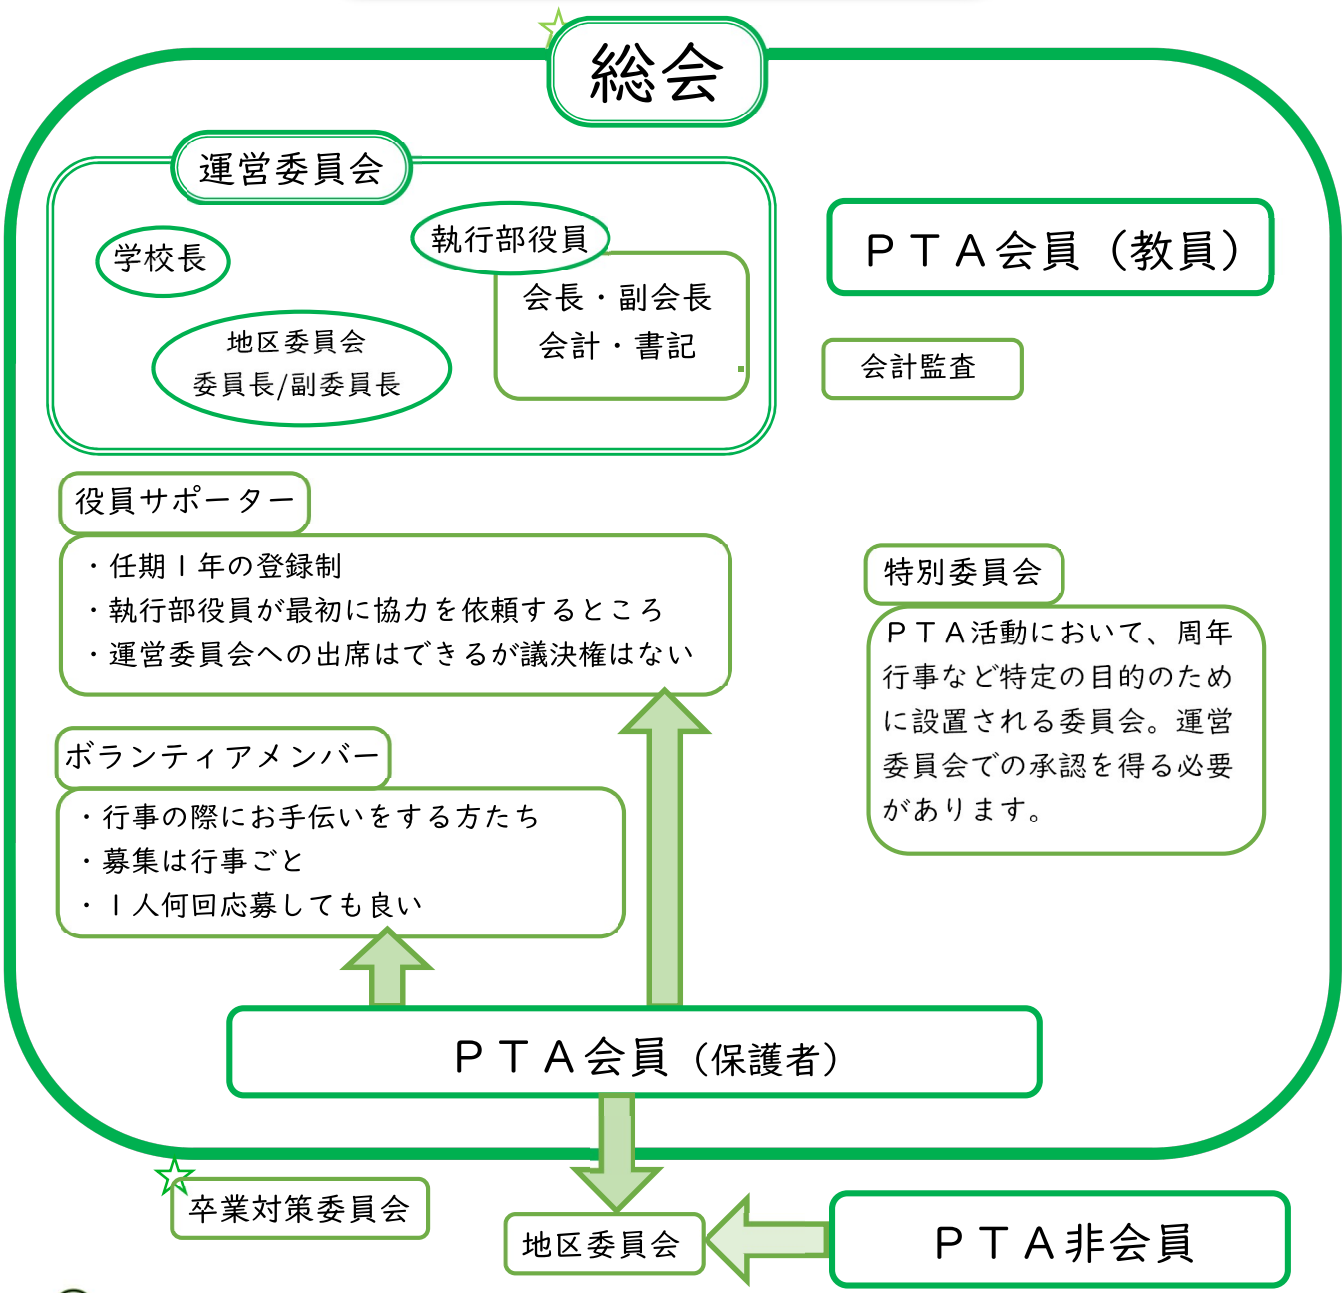 総会
運営委員会
学校長
執行部役員
会長・副会長
会計・書記
地区委員会
委員長/副委員長
PTA会員（教員）
会計監査
役員サポーター
・任期1年の登録制
・執行部役員が最初に協力を依頼するところ
・運営委員会への出席はできるが議決権はない
特別委員会
PTA活動において、周年
行事など特定の目的のため
に設置される委員会。運営
委員会での承認を得る必要
があります。
ボランティアメンバー
・行事の際にお手伝いをする方たち
・募集は行事ごと
・1人何回応募しても良い
PTA会員（保護者）
卒業対策委員会
地区委員会
PTA非会員